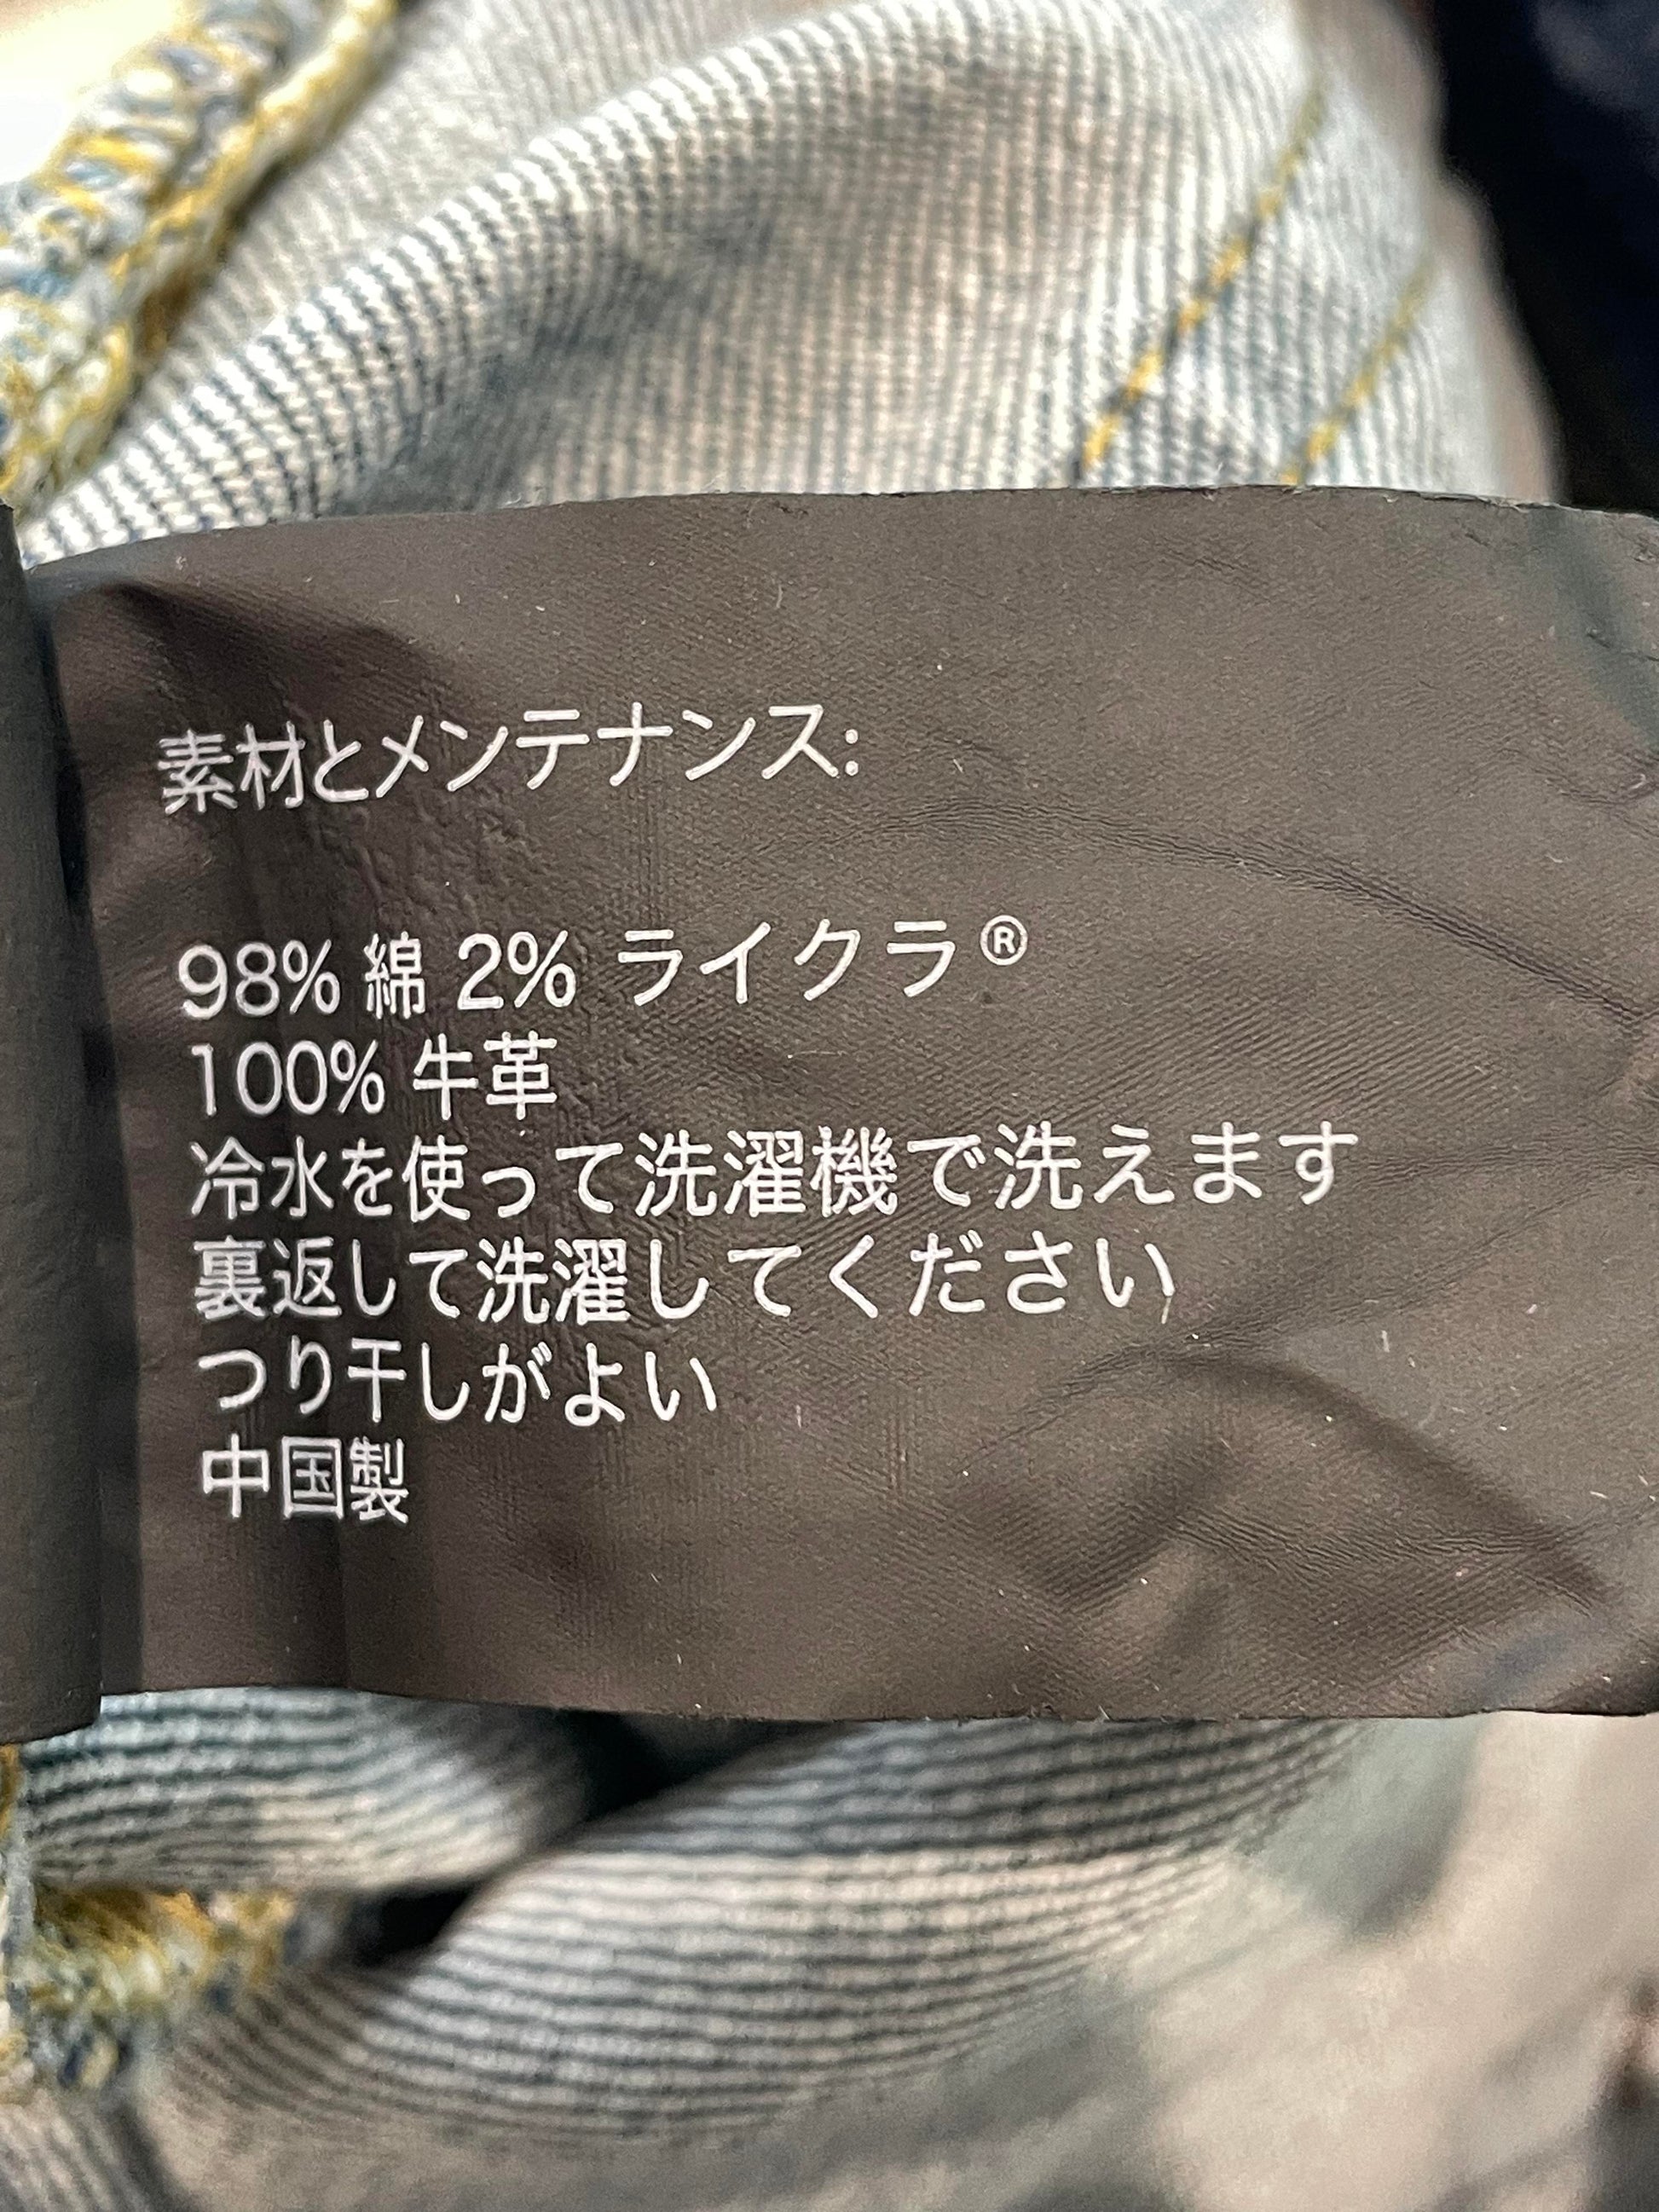 素材とメンテナンス:
98% 綿 2% ライクラ®
100% 牛革
冷水を使って洗濯機で洗えます
裏返して洗濯してください
つり干しがよい
中国製